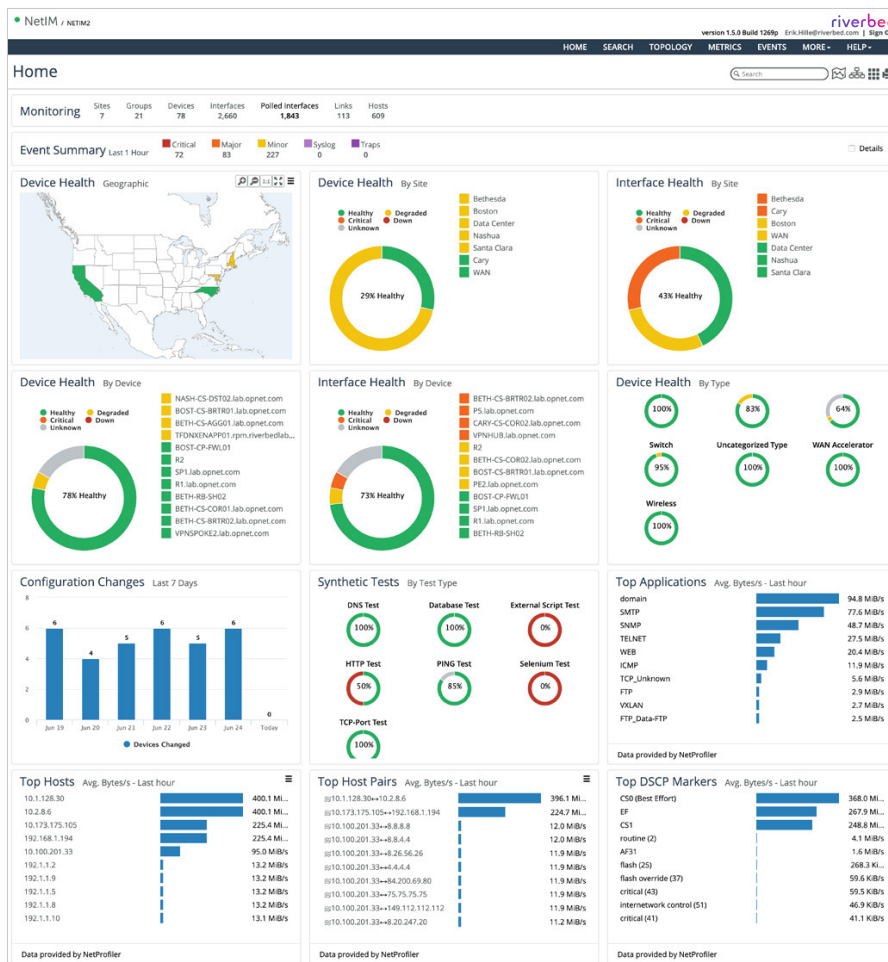 NetIM / NETIM2
riverbe
version 1.5.0 Build 1269p Erik.Hille@riverbed.com | Sign
HOME SEARCH TOPOLOGY METRICS EVENTS MORE HELP
Home
Search
Monitoring
Sites Groups Devices Interfaces Polled Interfaces Links Hosts
7 21 78 2,660 1,843 113 609
Event Summary Last 1 Hour
Critical Major Minor Syslog Traps
72 83 227 0 0
Details
Device Health Geographic
1:1
Device Health By Site
Healthy Degraded
Critical Down
Unknown
29% Healthy
Bethesda
Boston
Data Center
Nashua
Santa Clara
Cary
WAN
Interface Health By Site
Healthy Degraded
Critical Down
Unknown
43% Healthy
Bethesda
Cary
Boston
WAN
Data Center
Nashua
Santa Clara
Device Health By Device
Healthy Degraded
Critical Down
Unknown
78% Healthy
NASH-CS-DST02.lab.opnet.com
BOST-CS-BRTR01.lab.opnet.com
BETH-CS-AGG01.lab.opnet.com
TFDNXENAPP01.rpm.riverbedlab...
BOST-CP-FWL01
R2
SP1.lab.opnet.com
R1.lab.opnet.com
BETH-RB-SH02
BETH-CS-COR01.lab.opnet.com
BETH-CS-BRTR02.lab.opnet.com
VPNSPOKE2.lab.opnet.com
Interface Health By Device
Healthy Degraded
Critical Down
Unknown
73% Healthy
BETH-CS-BRTR02.lab.opnet.com
P5.lab.opnet.com
CARY-CS-COR02.lab.opnet.com
VPNHUB.lab.opnet.com
R2
BETH-CS-COR02.lab.opnet.com
BOST-CS-BRTR01.lab.opnet.com
PE2.lab.opnet.com
BOST-CP-FWL01
SP1.lab.opnet.com
R1.lab.opnet.com
BETH-RB-SH02
Device Health By Type
100% 83% 64%
Switch Uncategorized Type WAN Accelerator
95% 100% 100%
Wireless
100%
Configuration Changes Last 7 Days
8
6
4
2
0
6 4 5 6 5 6 0
Jun 19 Jun 20 Jun 21 Jun 22 Jun 23 Jun 24 Today
Devices Changed
Synthetic Tests By Test Type
DNS Test Database Test External Script Test
100% 100% 0%
HTTP Test PING Test Selenium Test
50% 85% 0%
TCP-Port Test
100%
Top Applications Avg. Bytes/s - Last hour
domain 94.8 MiB/s
SMTP 77.6 MiB/s
SNMP 48.7 MiB/s
TELNET 27.5 MiB/s
WEB 20.4 MiB/s
ICMP 11.9 MiB/s
TCP_Unknown 5.6 MiB/s
FTP 2.9 MiB/s
VXLAN 2.7 MiB/s
FTP_Data-FTP 2.5 MiB/s
Data provided by NetProfiler
Top Hosts Avg. Bytes/s - Last hour
10.1.128.30 400.1 Mi...
10.2.8.6 400.1 Mi...
10.173.175.105 225.4 Mi...
192.168.1.194 225.4 Mi...
10.100.201.33 95.0 MiB/s
192.1.1.2 13.2 MiB/s
192.1.1.9 13.2 MiB/s
192.1.1.5 13.2 MiB/s
192.1.1.8 13.2 MiB/s
192.1.1.10 13.1 MiB/s
Data provided by NetProfiler
Top Host Pairs Avg. Bytes/s - Last hour
10.1.128.30↔10.2.8.6 396.1 Mi...
10.173.175.105↔192.168.1.194 224.7 Mi...
10.100.201.33↔8.8.8.8 12.0 MiB/s
10.100.201.33↔8.8.4.4 12.0 MiB/s
10.100.201.33↔8.26.56.26 11.9 MiB/s
10.100.201.33↔4.4.4.4 11.9 MiB/s
10.100.201.33↔84.200.69.80 11.9 MiB/s
10.100.201.33↔75.75.75.75 11.9 MiB/s
10.100.201.33↔149.112.112.112 11.9 MiB/s
10.100.201.33↔8.20.247.20 11.2 MiB/s
Data provided by NetProfiler
Top DSCP Markers Avg. Bytes/s - Last hour
CS0 (Best Effort) 368.0 Mi...
EF 267.9 Mi...
CS1 248.8 Mi...
routine (2) 4.1 MiB/s
AF31 1.6 MiB/s
flash (25) 268.3 Ki...
flash override (37) 59.6 KiB/s
critical (43) 59.5 KiB/s
internetwork control (51) 46.9 KiB/s
critical (41) 41.1 KiB/s
Data provided by NetProfiler